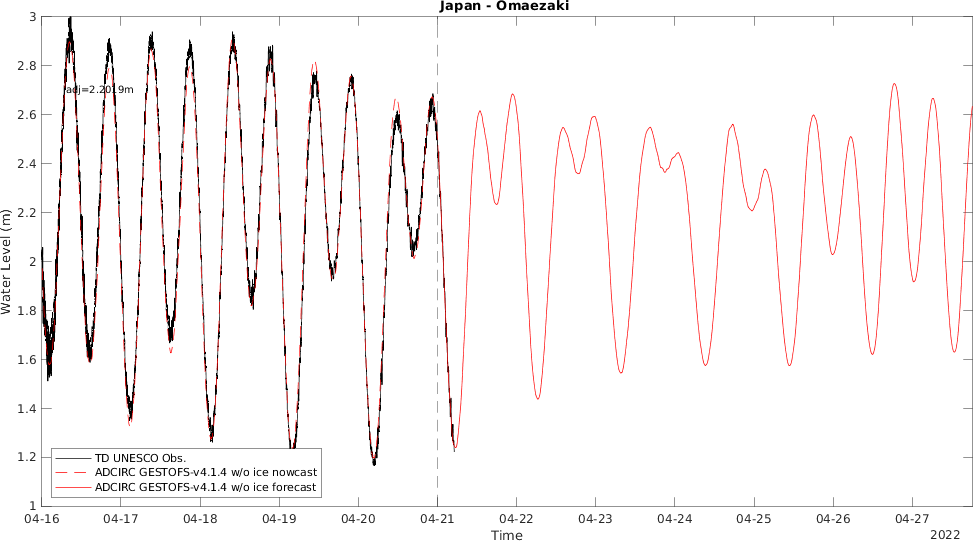 Japan - Omaezaki
3
2.8
adj=2.2019m
2.6
2.4
2.2
2
1.8
1.6
1.4
1.2
1
Water Level (m)
TD UNESCO Obs.
ADCIRC GESTOFS-v4.1.4 w/o ice nowcast
ADCIRC GESTOFS-v4.1.4 w/o ice forecast
04-16 04-17 04-18 04-19 04-20 04-21 04-22 04-23 04-24 04-25 04-26 04-27
Time
2022